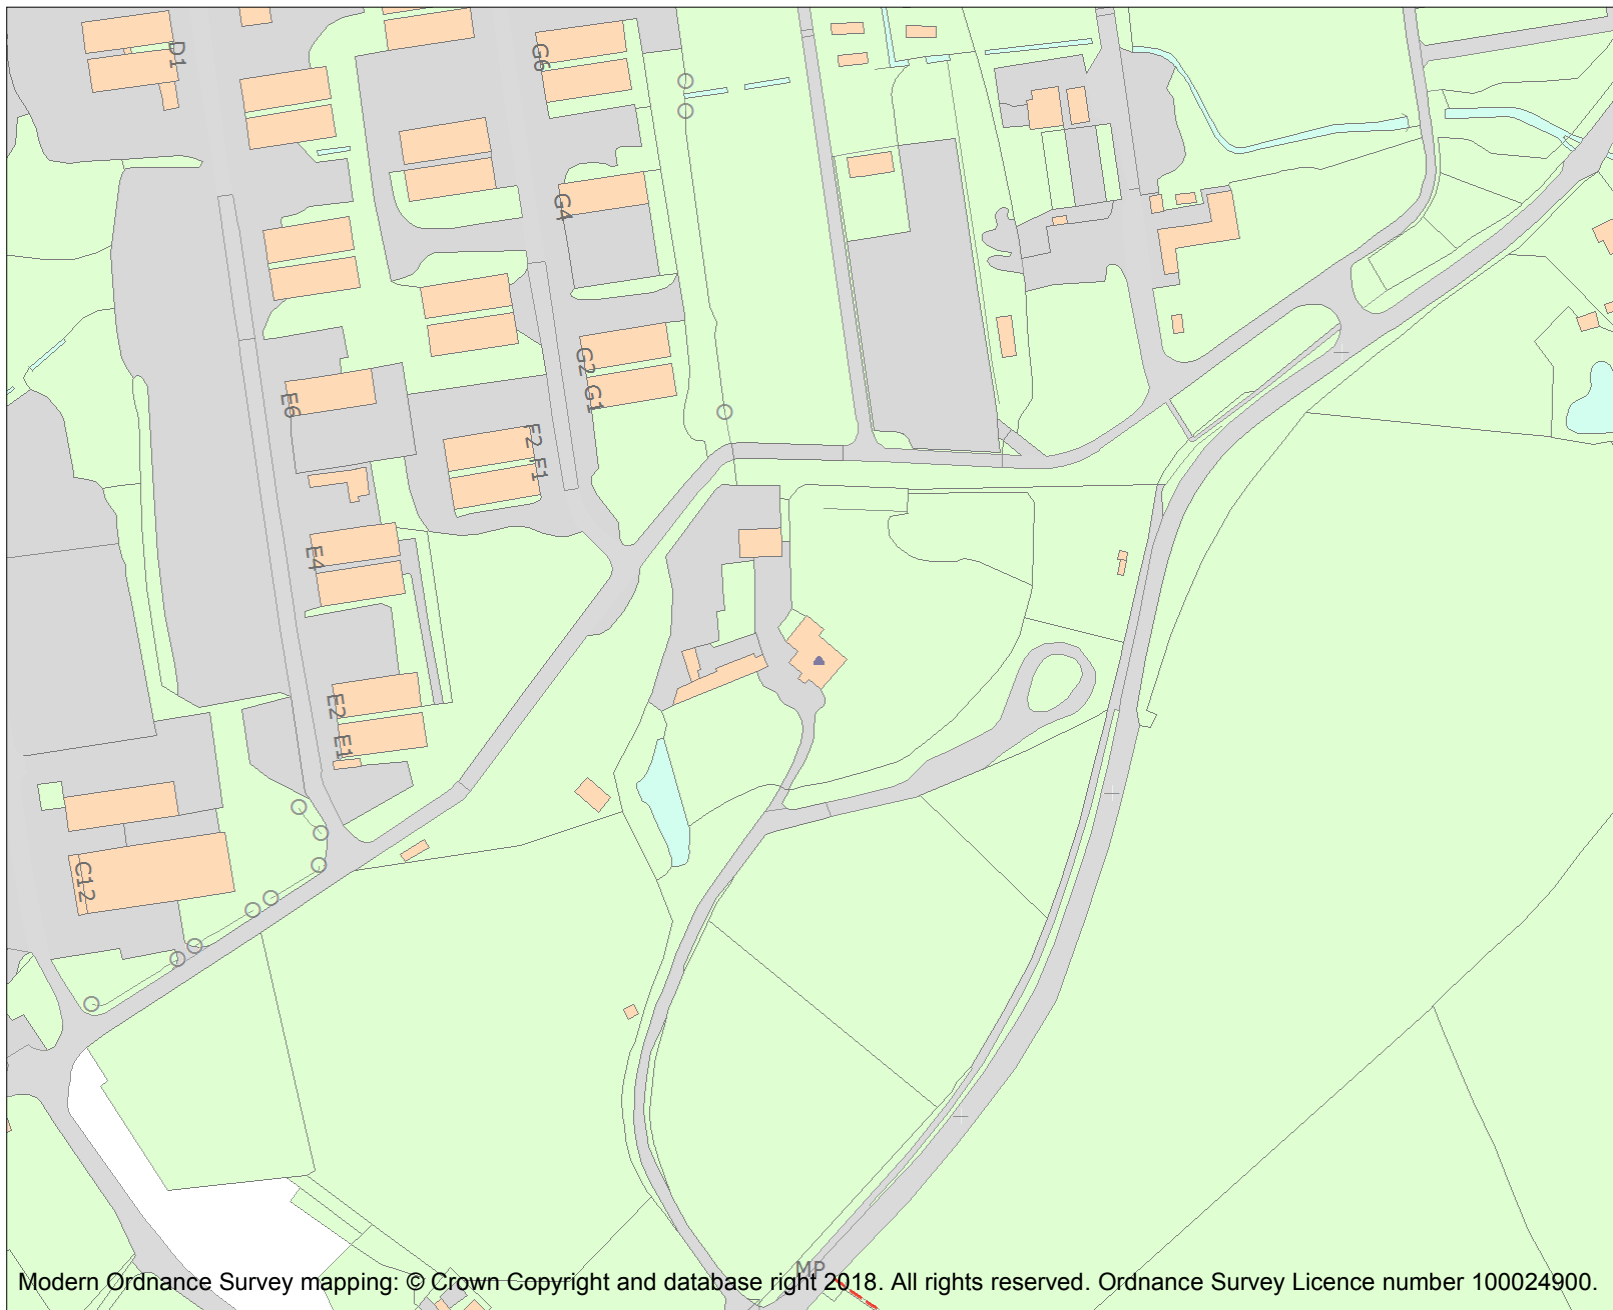 D1
G6
G4
G2 G1
E6
F2 F1
E4
E2 E1
C12
MP
Modern Ordnance Survey mapping: © Crown Copyright and database right 2018. All rights reserved. Ordnance Survey Licence number 100024900.